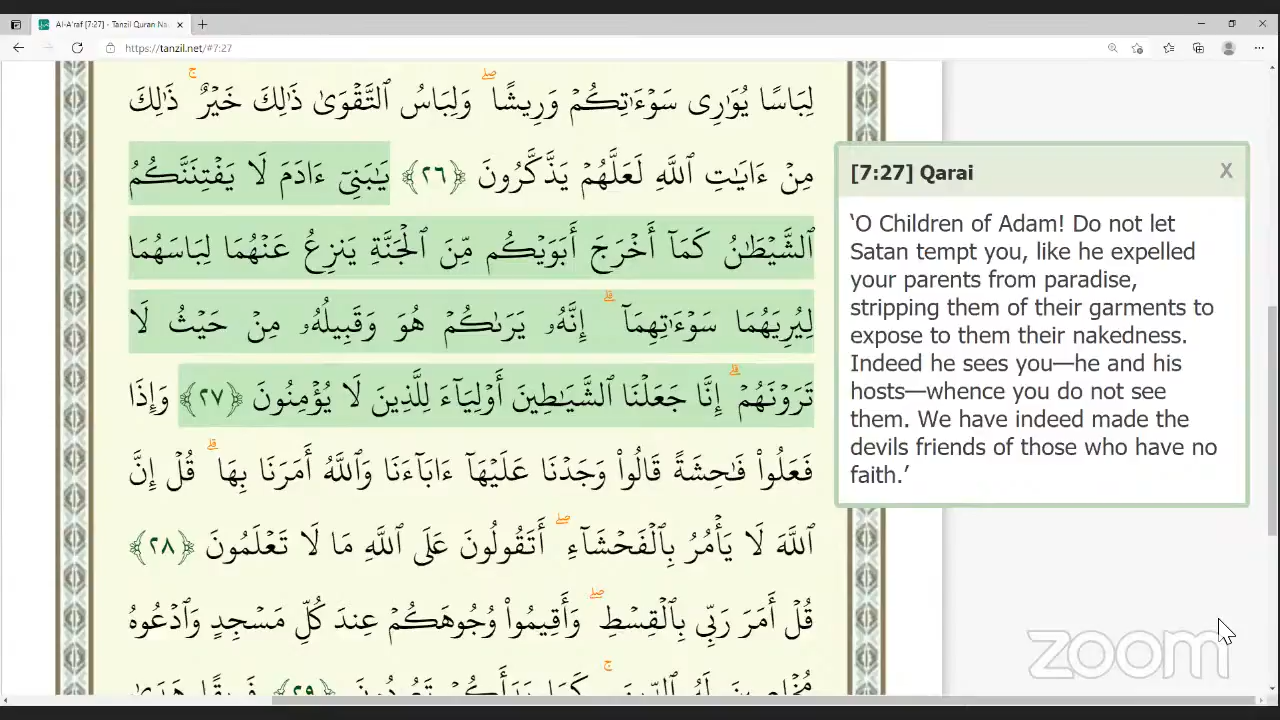 Al-A'raf [7:27] - Tanzil Quran Na
https://tanzil.net/#7:27
لِبَاسًا يُوَٰرِى سَوْءَٰتِكُمْ وَرِيشًا ۖ وَلِبَاسُ ٱلتَّقْوَىٰ ذَٰلِكَ خَيْرٌ ۚ ذَٰلِكَ
مِنْ ءَايَٰتِ ٱللَّهِ لَعَلَّهُمْ يَذَّكَّرُونَ ﴿٢٦﴾ يَٰبَنِىٓ ءَادَمَ لَا يَفْتِنَنَّكُمُ
ٱلشَّيْطَٰنُ كَمَآ أَخْرَجَ أَبَوَيْكُم مِّنَ ٱلْجَنَّةِ يَنزِعُ عَنْهُمَا لِبَاسَهُمَا
لِيُرِيَهُمَا سَوْءَٰتِهِمَآ ۗ إِنَّهُۥ يَرَىٰكُمْ هُوَ وَقَبِيلُهُۥ مِنْ حَيْثُ لَا
تَرَوْنَهُمْ ۗ إِنَّا جَعَلْنَا ٱلشَّيَٰطِينَ أَوْلِيَآءَ لِلَّذِينَ لَا يُؤْمِنُونَ ﴿٢٧﴾ وَإِذَا
فَعَلُوا۟ فَٰحِشَةً قَالُوا۟ وَجَدْنَا عَلَيْهَآ ءَابَآءَنَا وَٱللَّهُ أَمَرَنَا بِهَا ۗ قُلْ إِنَّ
ٱللَّهَ لَا يَأْمُرُ بِٱلْفَحْشَآءِ ۖ أَتَقُولُونَ عَلَى ٱللَّهِ مَا لَا تَعْلَمُونَ ﴿٢٨﴾
قُلْ أَمَرَ رَبِّى بِٱلْقِسْطِ ۖ وَأَقِيمُوا۟ وُجُوهَكُمْ عِندَ كُلِّ مَسْجِدٍ وَٱدْعُوهُ
[7:27] Qarai
X
‘O Children of Adam! Do not let
Satan tempt you, like he expelled
your parents from paradise,
stripping them of their garments to
expose to them their nakedness.
Indeed he sees you—he and his
hosts—whence you do not see
them. We have indeed made the
devils friends of those who have no
faith.’
zoom